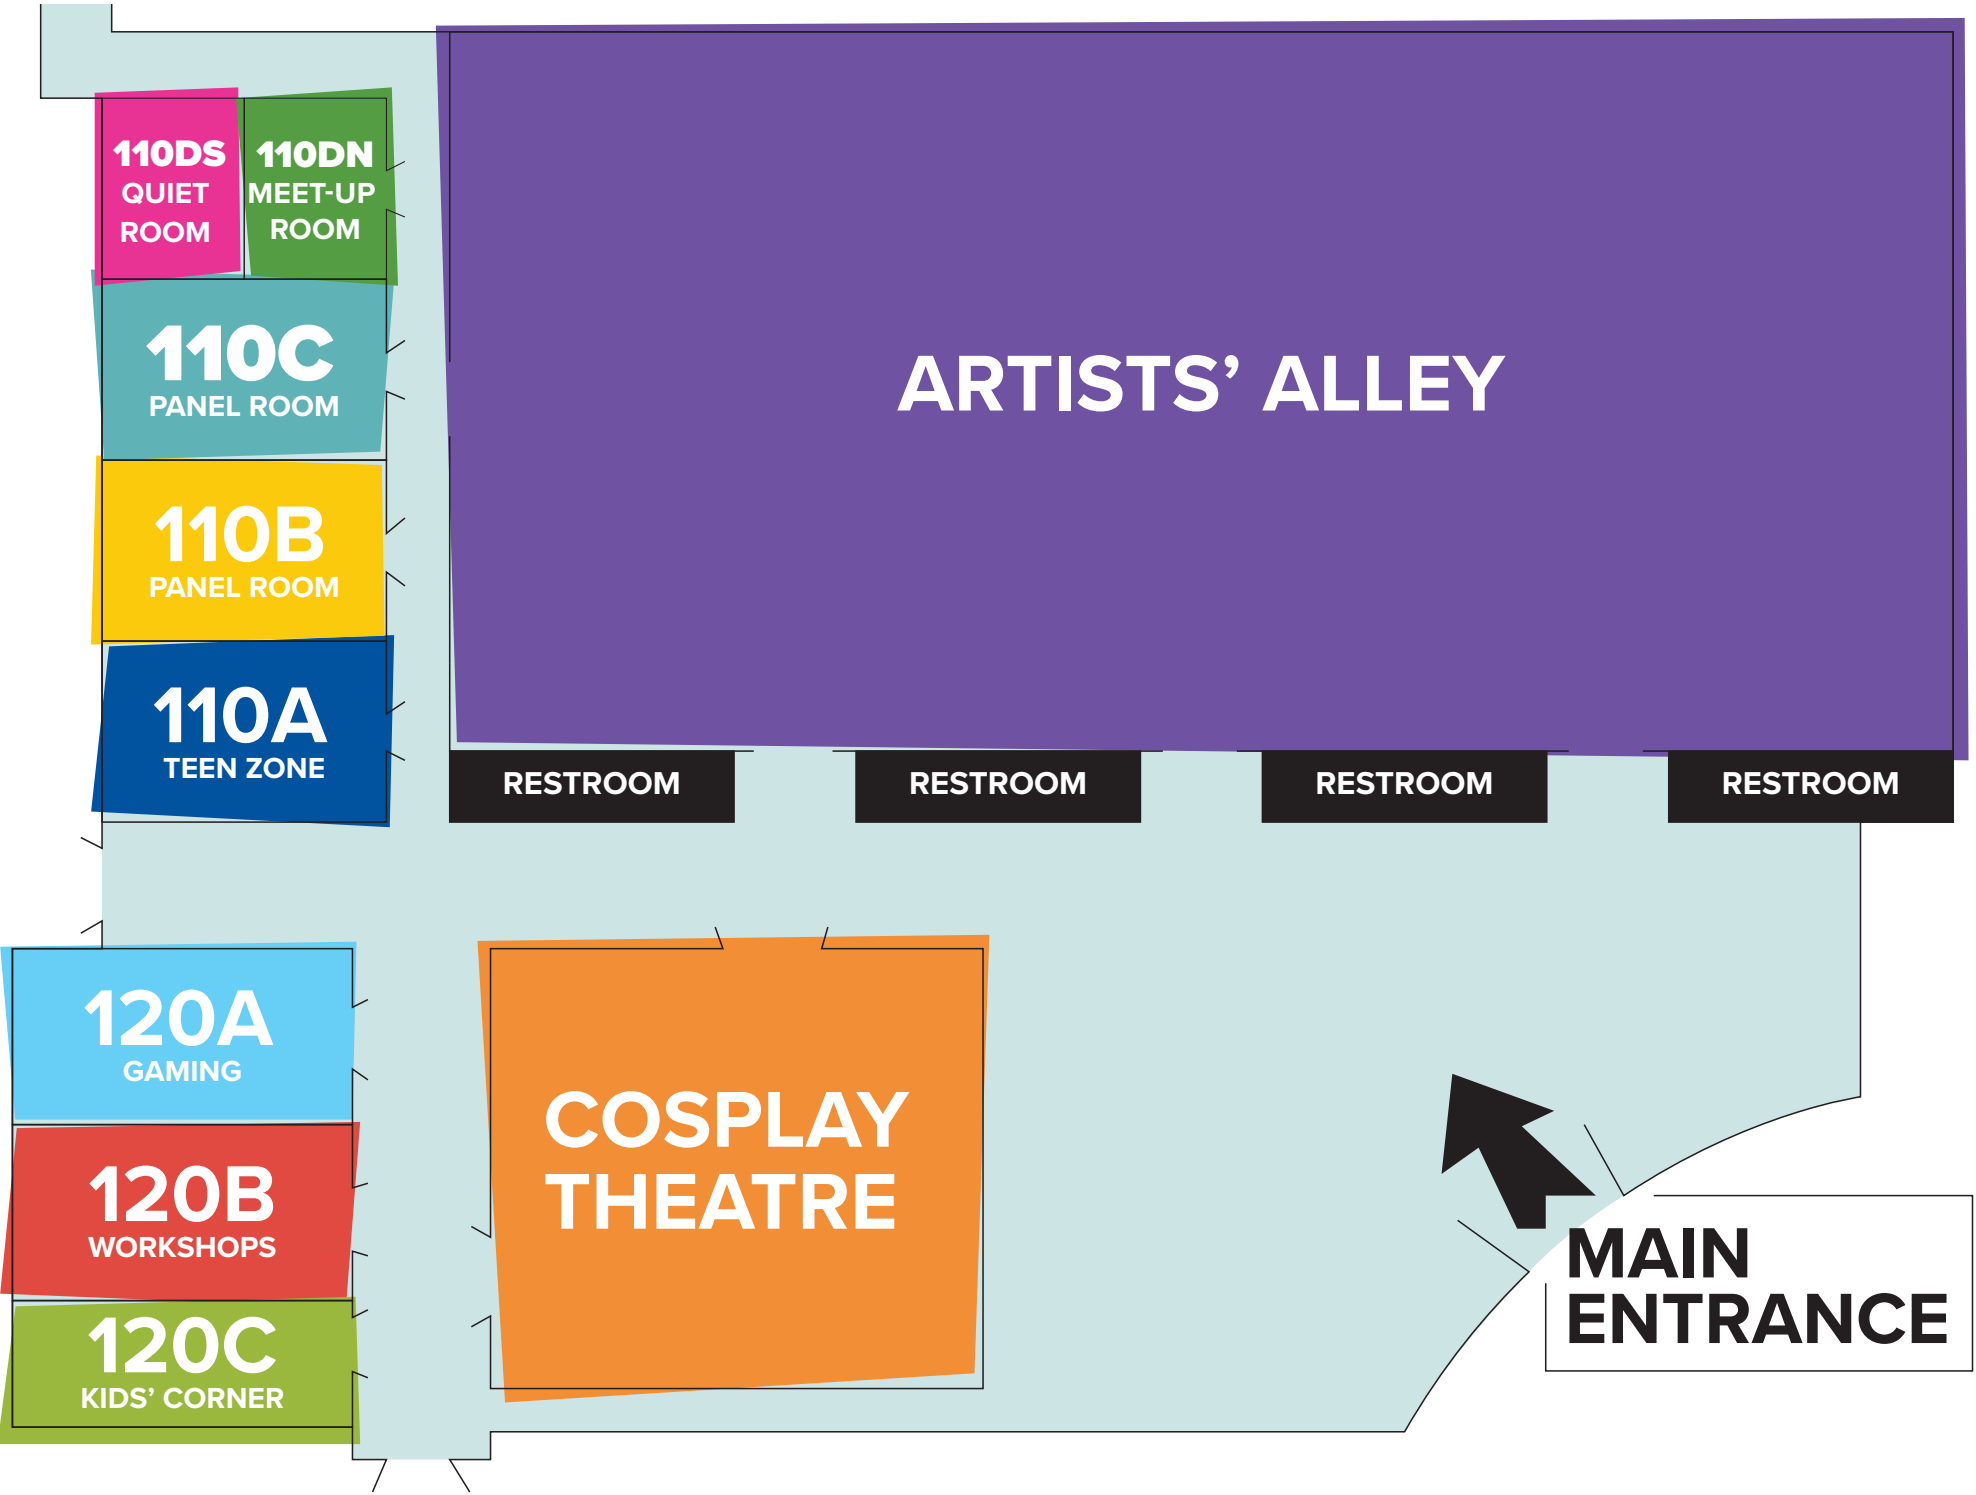 110DS
QUIET
ROOM
110DN
MEET-UP
ROOM
110C
PANEL ROOM
110B
PANEL ROOM
110A
TEEN ZONE
ARTISTS’ ALLEY
RESTROOM
RESTROOM
RESTROOM
RESTROOM
120A
GAMING
120B
WORKSHOPS
120C
KIDS’ CORNER
COSPLAY
THEATRE
MAIN
ENTRANCE